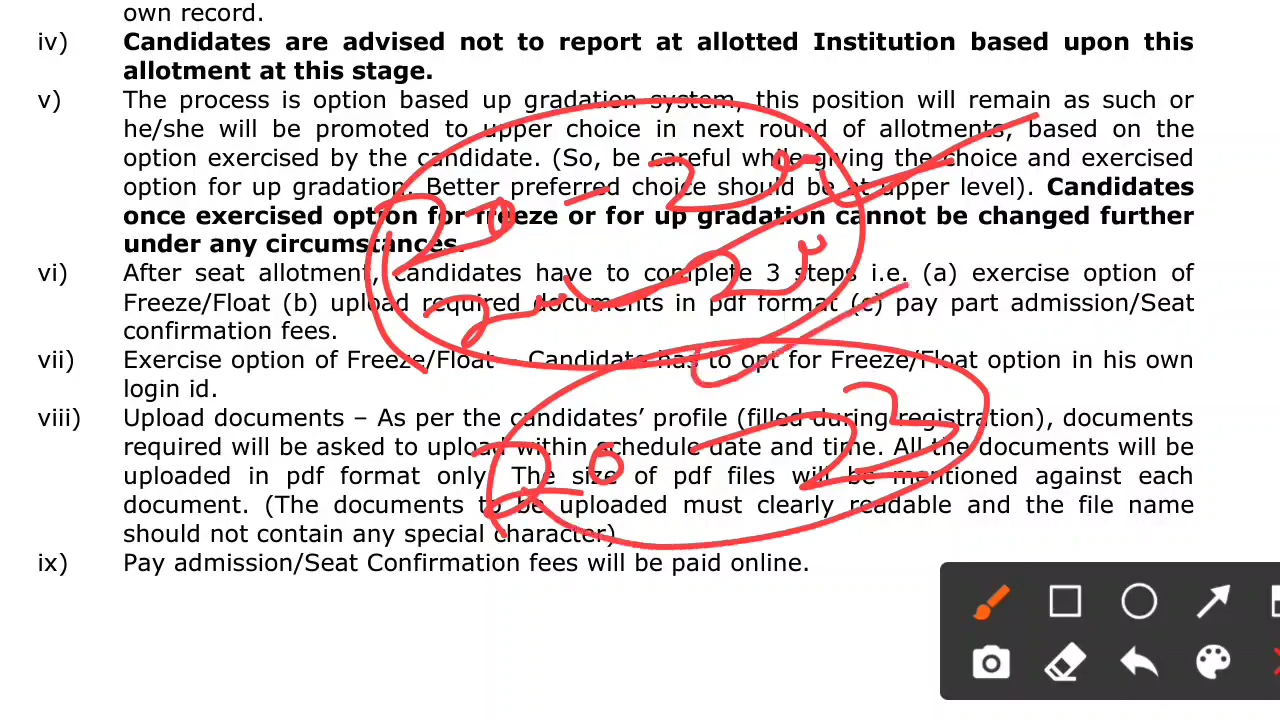 own record.
iv) Candidates are advised not to report at allotted Institution based upon this
allotment at this stage.
v) The process is option based up gradation system, this position will remain as such or
he/she will be promoted to upper choice in next round of allotments, based on the
option exercised by the candidate. (So, be careful while giving the choice and exercised
option for up gradation. Better preferred choice should be at upper level). Candidates
once exercised option for freeze or for up gradation cannot be changed further
under any circumstances.
vi) After seat allotment, candidates have to complete 3 steps i.e. (a) exercise option of
Freeze/Float (b) upload required documents in pdf format (c) pay part admission/Seat
confirmation fees.
vii) Exercise option of Freeze/Float – Candidate has to opt for Freeze/Float option in his own
login id.
viii) Upload documents – As per the candidates’ profile (filled during registration), documents
required will be asked to upload within schedule date and time. All the documents will be
uploaded in pdf format only. The size of pdf files will be mentioned against each
document. (The documents to be uploaded must clearly readable and the file name
should not contain any special character)
ix) Pay admission/Seat Confirmation fees will be paid online.
20 - 23